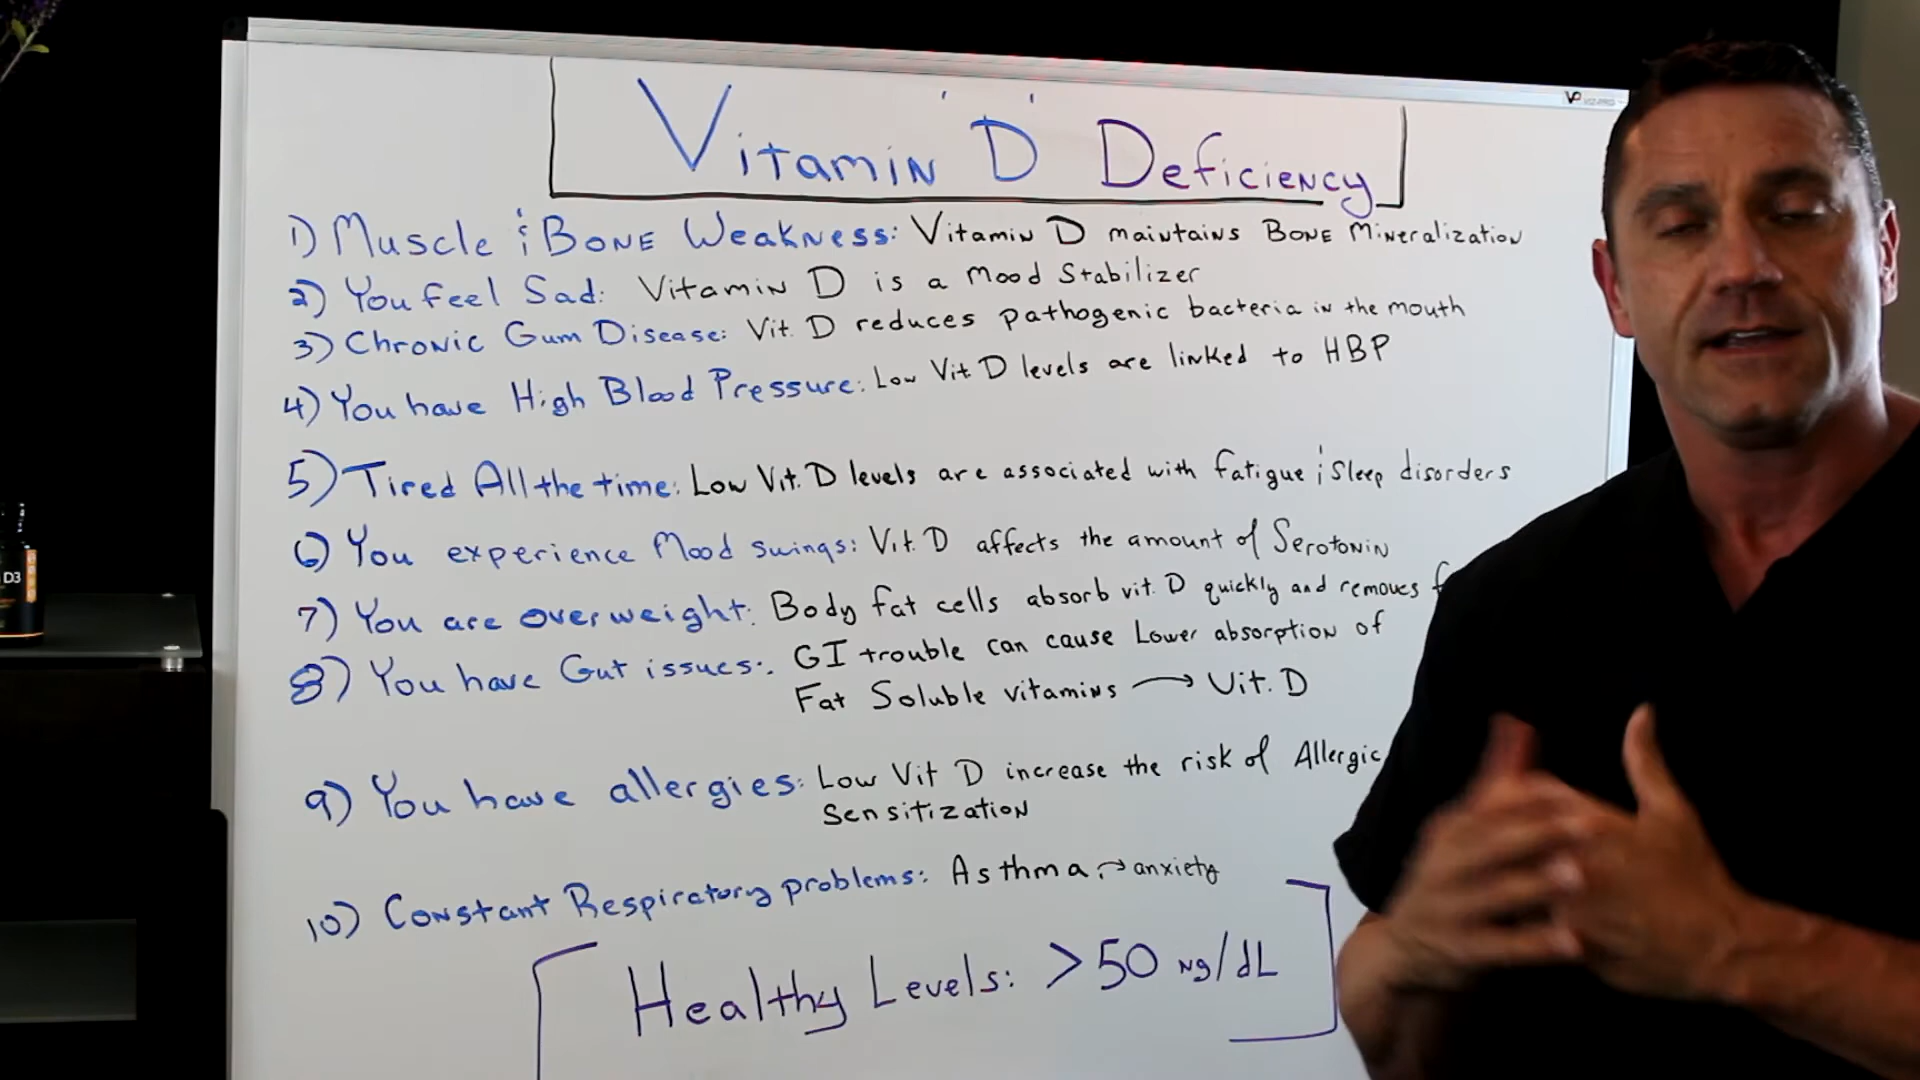 Vitamin 'D' Deficiency
1) Muscle & Bone Weakness: Vitamin D maintains Bone Mineralization
2) You feel Sad: Vitamin D is a mood Stabilizer
3) Chronic Gum Disease: Vit. D reduces pathogenic bacteria in the mouth
4) You have High Blood Pressure: Low Vit D levels are linked to HBP
5) Tired All the time: Low Vit. D levels are associated with fatigue & Sleep disorders
6) You experience Mood swings: Vit. D affects the amount of Serotonin
7) You are overweight: Body fat cells absorb vit. D quickly and removes
8) You have Gut issues: GI trouble can cause Lower absorption of
Fat Soluble vitamins → Vit. D
9) You have allergies: Low Vit D increase the risk of Allergic
Sensitization
10) Constant Respiratory problems: Asthma, → anxiety
Healthy Levels: >50 ng/dL
D3